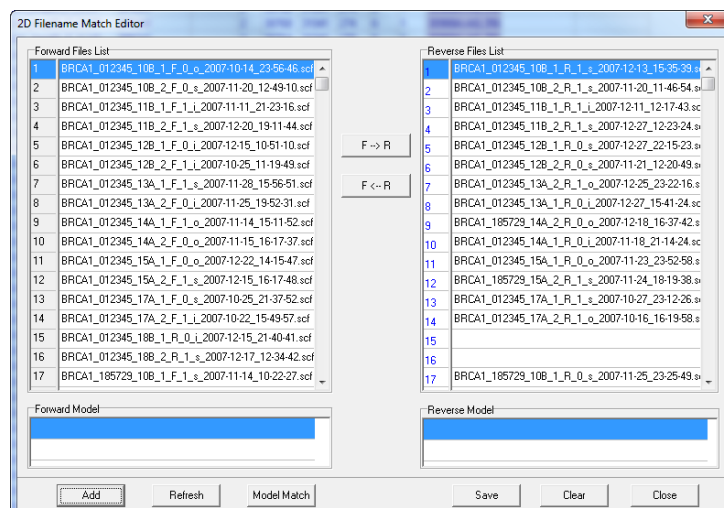 2D Filename Match Editor
Forward Files List
1 BRCA1_012345_10B_1_F_0_o_2007-10-14_23-56-46.scf
2 BRCA1_012345_10B_2_F_0_s_2007-11-20_12-49-10.scf
3 BRCA1_012345_11B_1_F_1_i_2007-11-11_21-23-16.scf
4 BRCA1_012345_11B_2_F_1_s_2007-12-20_19-11-44.scf
5 BRCA1_012345_12B_1_F_0_i_2007-12-15_10-51-10.scf
6 BRCA1_012345_12B_2_F_1_i_2007-10-25_11-19-49.scf
7 BRCA1_012345_13A_1_F_1_s_2007-11-28_15-56-51.scf
8 BRCA1_012345_13A_2_F_0_i_2007-11-25_19-52-31.scf
9 BRCA1_012345_14A_1_F_1_o_2007-11-14_15-11-52.scf
10 BRCA1_012345_14A_2_F_0_o_2007-11-15_16-17-37.scf
11 BRCA1_012345_15A_1_F_0_o_2007-12-22_14-15-47.scf
12 BRCA1_012345_15A_2_F_1_s_2007-12-15_16-17-48.scf
13 BRCA1_012345_17A_1_F_0_s_2007-10-25_21-37-52.scf
14 BRCA1_012345_17A_2_F_1_i_2007-10-22_15-49-57.scf
15 BRCA1_012345_18B_1_R_0_i_2007-12-15_21-40-41.scf
16 BRCA1_012345_18B_2_R_1_s_2007-12-17_12-34-42.scf
17 BRCA1_185729_10B_1_F_1_s_2007-11-14_10-22-27.scf
F --> R
F <-- R
Reverse Files List
1 BRCA1_012345_10B_1_R_1_s_2007-12-13_15-35-39.s
2 BRCA1_012345_10B_2_R_1_s_2007-11-20_11-46-54.s
3 BRCA1_012345_11B_1_R_1_i_2007-12-11_12-17-43.sc
4 BRCA1_012345_11B_2_R_1_s_2007-12-27_12-23-24.s
5 BRCA1_012345_12B_1_R_0_s_2007-12-27_22-15-23.s
6 BRCA1_012345_12B_2_R_0_s_2007-11-21_12-20-49.s
7 BRCA1_012345_13A_2_R_1_o_2007-12-25_23-22-16.s
8 BRCA1_012345_13A_1_R_0_i_2007-12-27_15-41-24.sc
9 BRCA1_185729_14A_2_R_0_o_2007-12-18_16-37-42.s
10 BRCA1_012345_14A_1_R_0_i_2007-11-18_21-14-24.sc
11 BRCA1_012345_15A_1_R_0_o_2007-11-23_23-52-58.s
12 BRCA1_185729_15A_2_R_1_s_2007-11-24_18-19-38.s
13 BRCA1_012345_17A_1_R_1_s_2007-10-27_23-12-26.s
14 BRCA1_012345_17A_2_R_1_o_2007-10-16_16-19-58.s
15
16
17 BRCA1_185729_10B_1_R_0_s_2007-11-25_23-25-49.s
Forward Model
Reverse Model
Add Refresh Model Match Save Clear Close